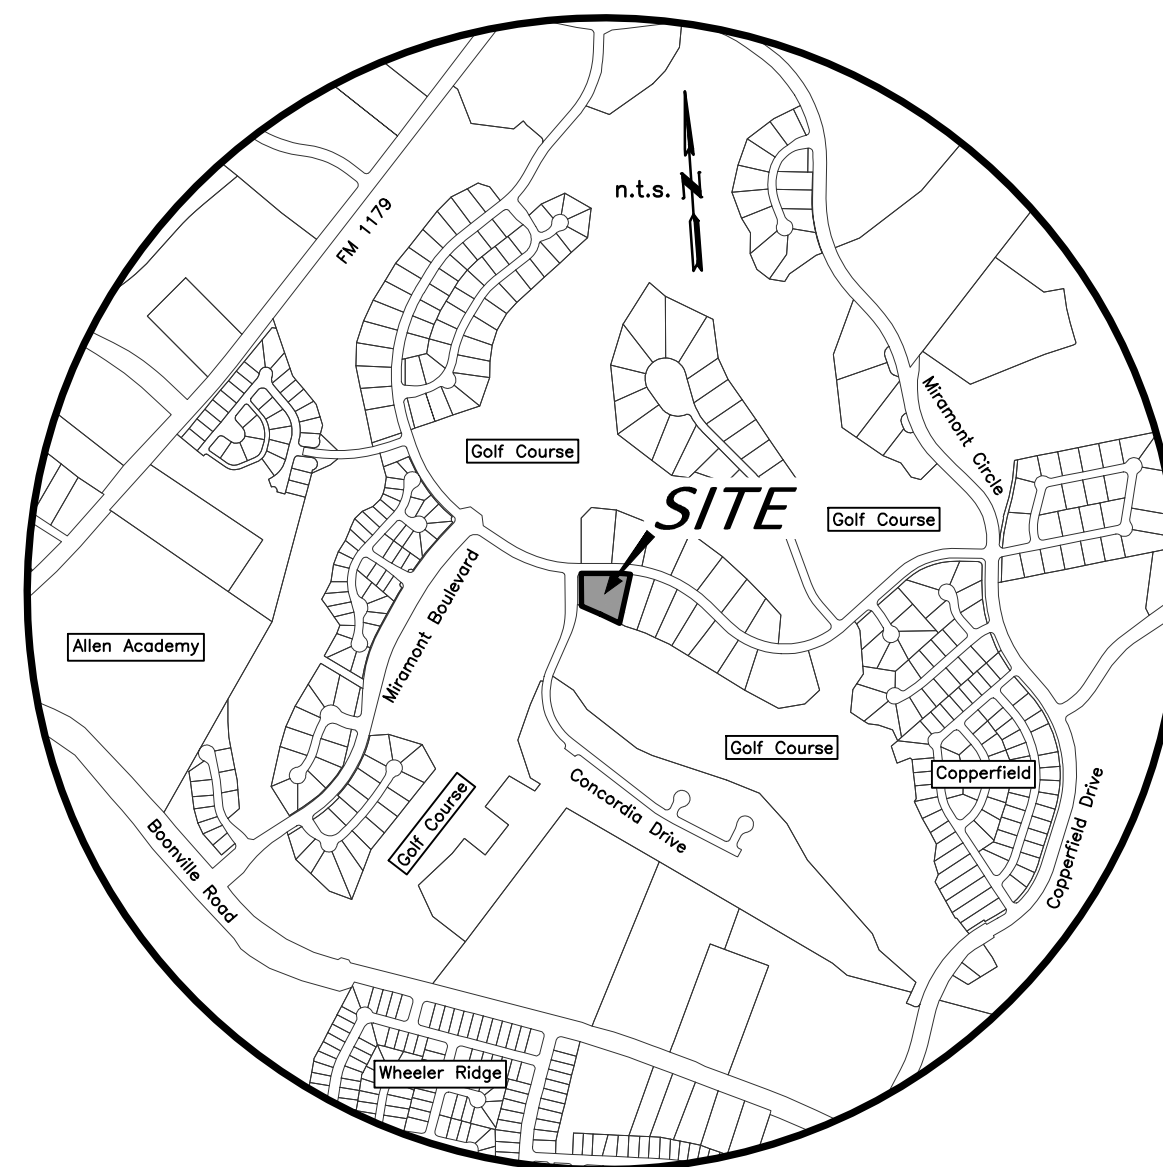 n.t.s. N
FM 1179
Miramont Circle
Golf Course
SITE
Golf Course
Miramont Boulevard
Allen Academy
Golf Course
Copperfield
Concordia Drive
Golf Course
Copperfield Drive
Boonville Road
Wheeler Ridge